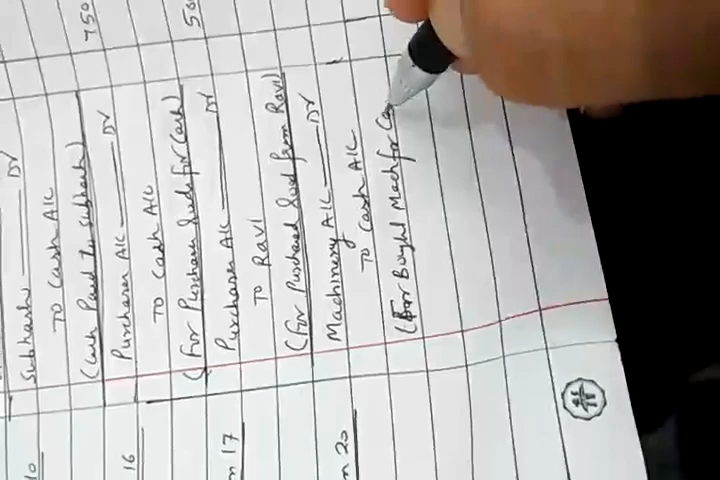 10 Subhash Dr 750
TO Cash A/C
(Cash Paid to Subhash)
16 Purchases A/C Dr 50
TO Cash A/C
(For Purchase Goods For Cash)
n 17 Purchases A/C Dr
TO Ravi
(For Purchased Good from Ravi)
n 20 Machinery A/C Dr
TO Cash A/C
(For Bought Mach for Ca